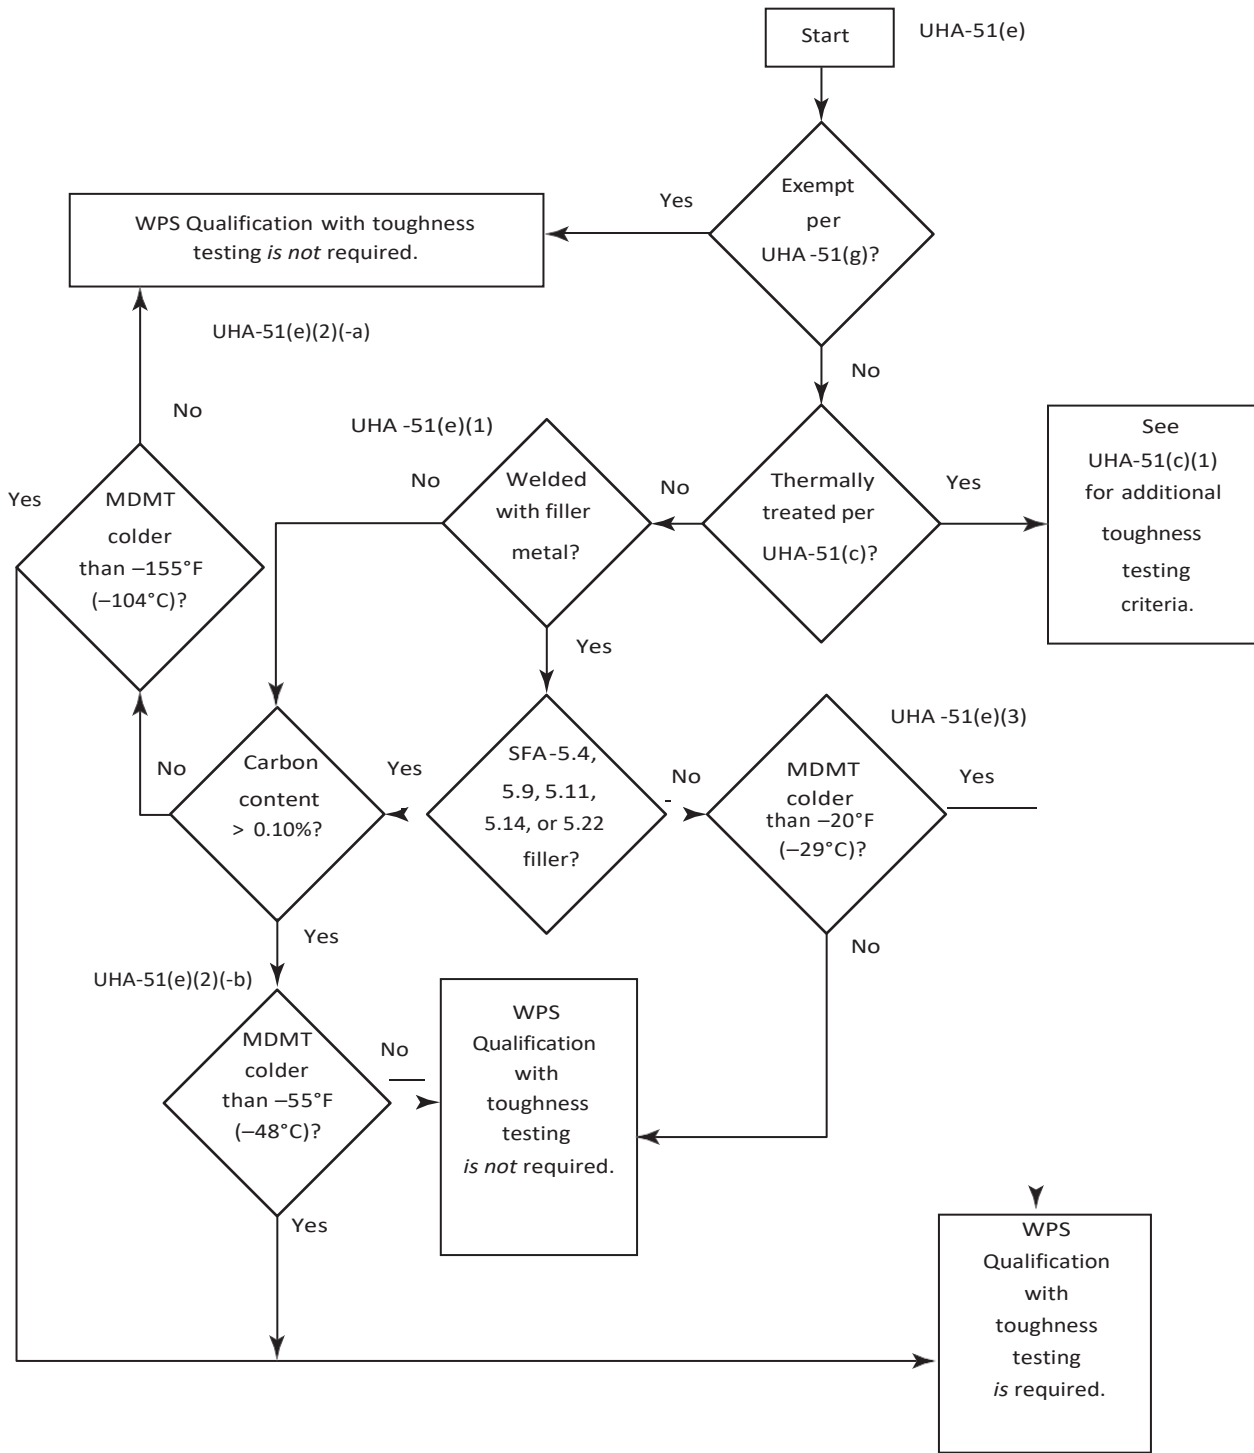 Start
UHA-51(e)
Exempt
per
UHA -51(g)?
Yes
WPS Qualification with toughness
testing is not required.
UHA-51(e)(2)(-a)
No
No
UHA -51(e)(1)
See
UHA-51(c)(1)
for additional
toughness
testing
criteria.
Yes
MDMT
colder
than –155°F
(–104°C)?
No
Welded
with filler
metal?
No
Thermally
treated per
UHA-51(c)?
Yes
Yes
UHA -51(e)(3)
No
Carbon
content
> 0.10%?
Yes
SFA-5.4,
5.9, 5.11,
5.14, or 5.22
filler?
No
MDMT
colder
than –20°F
(–29°C)?
Yes
Yes
No
UHA-51(e)(2)(-b)
MDMT
colder
than –55°F
(–48°C)?
No
WPS
Qualification
with
toughness
testing
is not required.
Yes
WPS
Qualification
with
toughness
testing
is required.